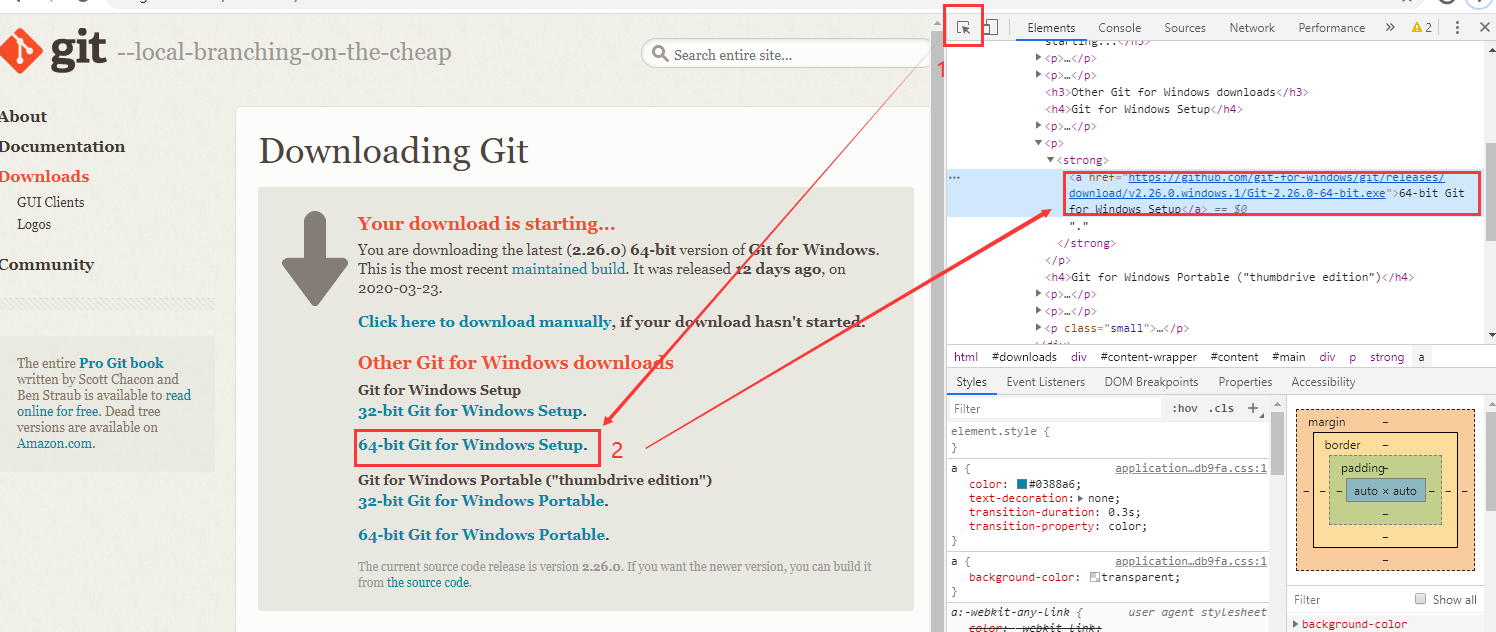 git --local-branching-on-the-cheap
Search entire site...
About
Documentation
Downloads
GUI Clients
Logos
Community
The entire Pro Git book
written by Scott Chacon and
Ben Straub is available to read
online for free. Dead tree
versions are available on
Amazon.com.
Downloading Git
Your download is starting...
You are downloading the latest (2.26.0) 64-bit version of Git for Windows.
This is the most recent maintained build. It was released 12 days ago, on
2020-03-23.
Click here to download manually, if your download hasn't started.
Other Git for Windows downloads
Git for Windows Setup
32-bit Git for Windows Setup.
64-bit Git for Windows Setup.
2
Git for Windows Portable ("thumbdrive edition")
32-bit Git for Windows Portable.
64-bit Git for Windows Portable.
The current source code release is version 2.26.0. If you want the newer version, you can build it
from the source code.
1
Elements Console Sources Network Performance » 2
starting...</h3>
<p>…</p>
<p>…</p>
<h3>Other Git for Windows downloads</h3>
<h4>Git for Windows Setup</h4>
<p>…</p>
<p>
<strong>
<a href="https://github.com/git-for-windows/git/releases/
download/v2.26.0.windows.1/Git-2.26.0-64-bit.exe">64-bit Git
for Windows Setup</a> == $0
"."
</strong>
</p>
<h4>Git for Windows Portable ("thumbdrive edition")</h4>
<p>…</p>
<p>…</p>
<p class="small">…</p>
</div>
html #downloads div #content-wrapper #content #main div p strong a
Styles Event Listeners DOM Breakpoints Properties Accessibility
Filter :hov .cls +
element.style {
}
a { application…db9fa.css:1
color: #0388a6;
text-decoration: none;
transition-duration: 0.3s;
transition-property: color;
}
a { application…db9fa.css:1
background-color: transparent;
}
a:-webkit-any-link { user agent stylesheet
color: -webkit-link;
margin –
border –
padding –
– – – auto × auto – – –
–
–
–
Filter Show all
background-color